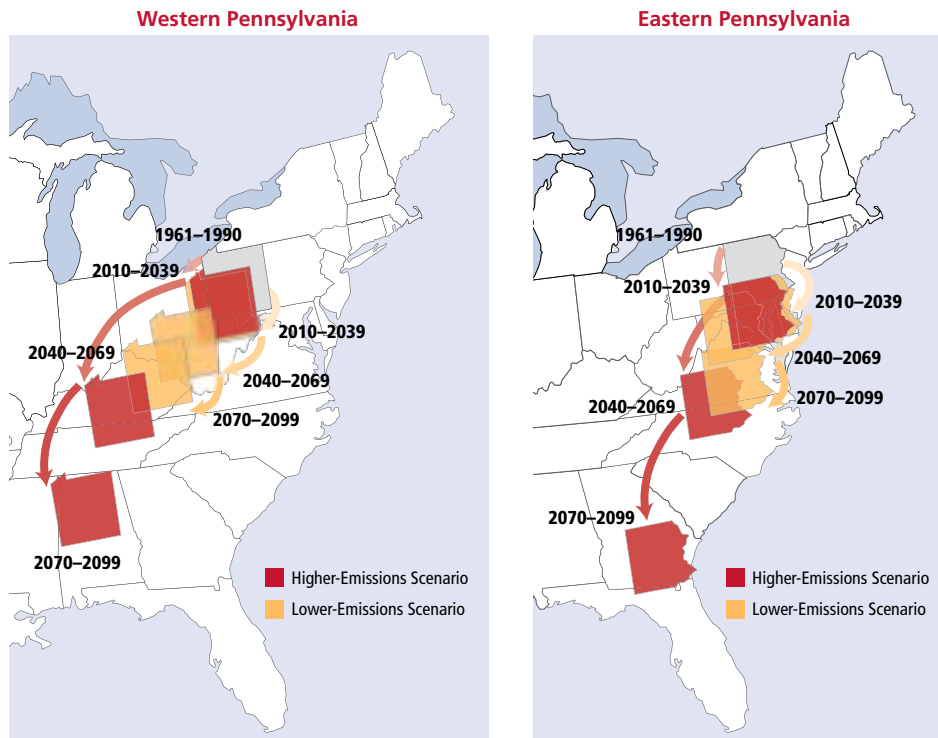 Western Pennsylvania
1961–1990
2010–2039
2010–2039
2040–2069
2040–2069
2070–2099
2070–2099
Higher-Emissions Scenario
Lower-Emissions Scenario
Eastern Pennsylvania
1961–1990
2010–2039
2010–2039
2040–2069
2070–2099
2040–2069
2070–2099
Higher-Emissions Scenario
Lower-Emissions Scenario